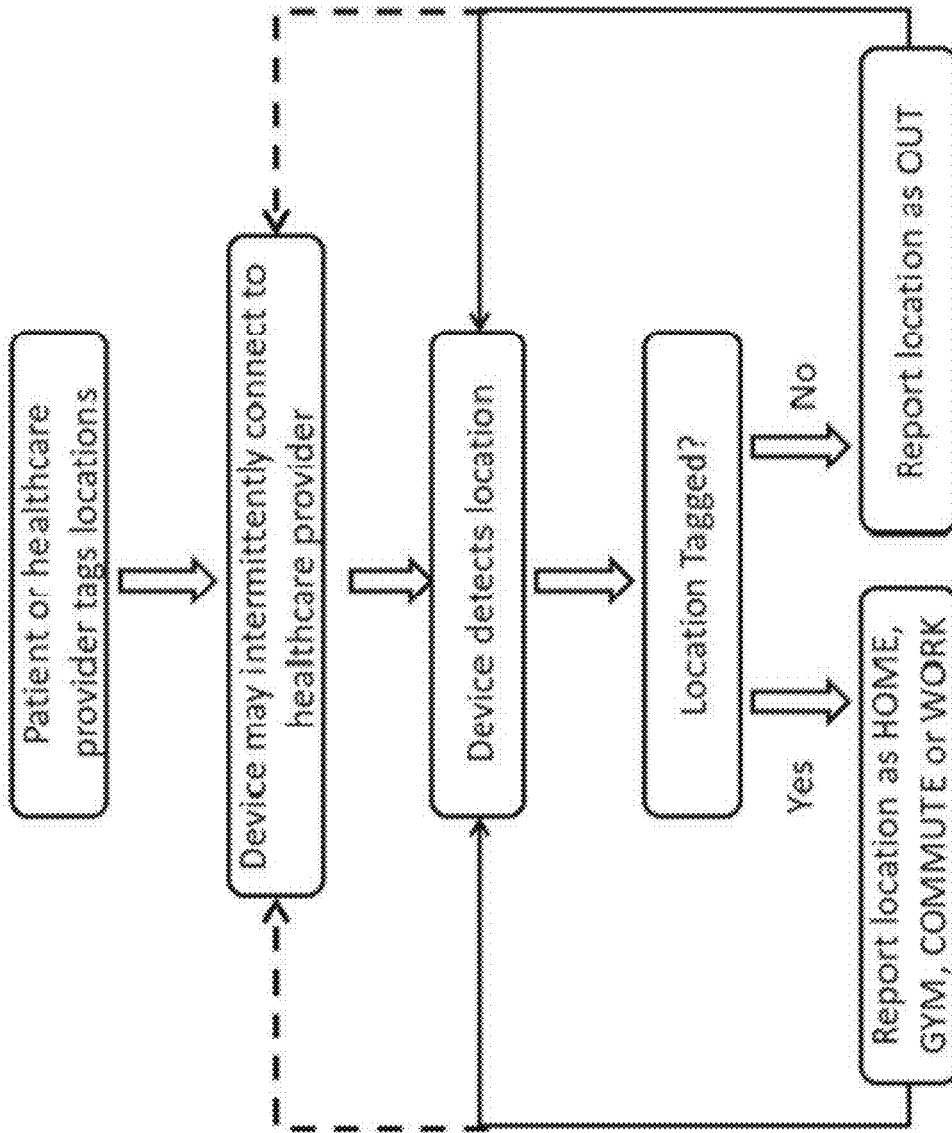 Patient or healthcare
provider tags locations
Device may intermittently connect to
healthcare provider
Device detects location
Location Tagged?
Yes
No
Report location as HOME,
GYM, COMMUTE or WORK
Report location as OUT